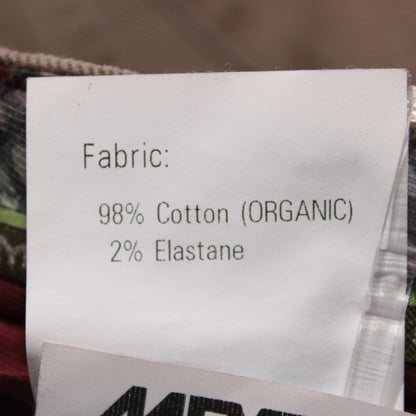 Fabric:
98% Cotton (ORGANIC)
2% Elastane